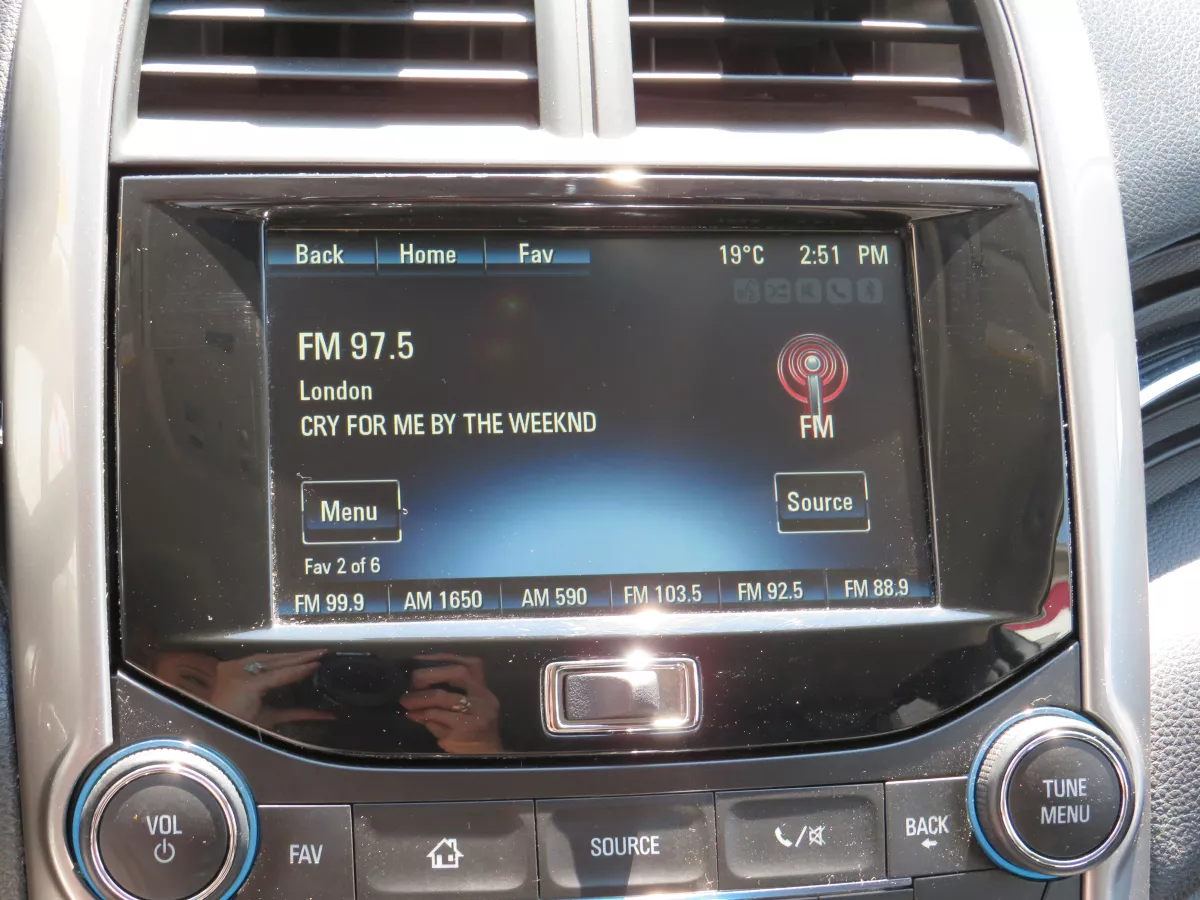 Back Home Fav 19°C 2:51 PM
FM 97.5
London
CRY FOR ME BY THE WEEKND
FM
Menu
Source
Fav 2 of 6
FM 99.9 AM 1650 AM 590 FM 103.5 FM 92.5 FM 88.9
VOL
FAV
SOURCE
BACK
TUNE
MENU